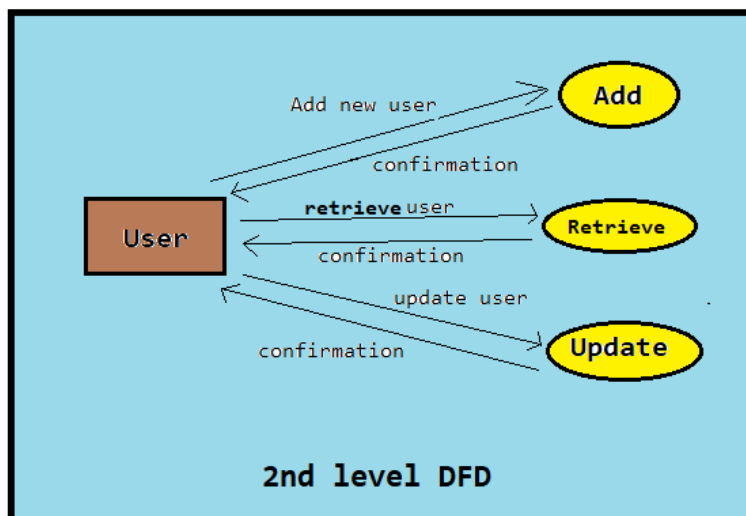 Add new user
Add
confirmation
User
retrieve user
Retrieve
confirmation
update user
confirmation
Update
2nd level DFD